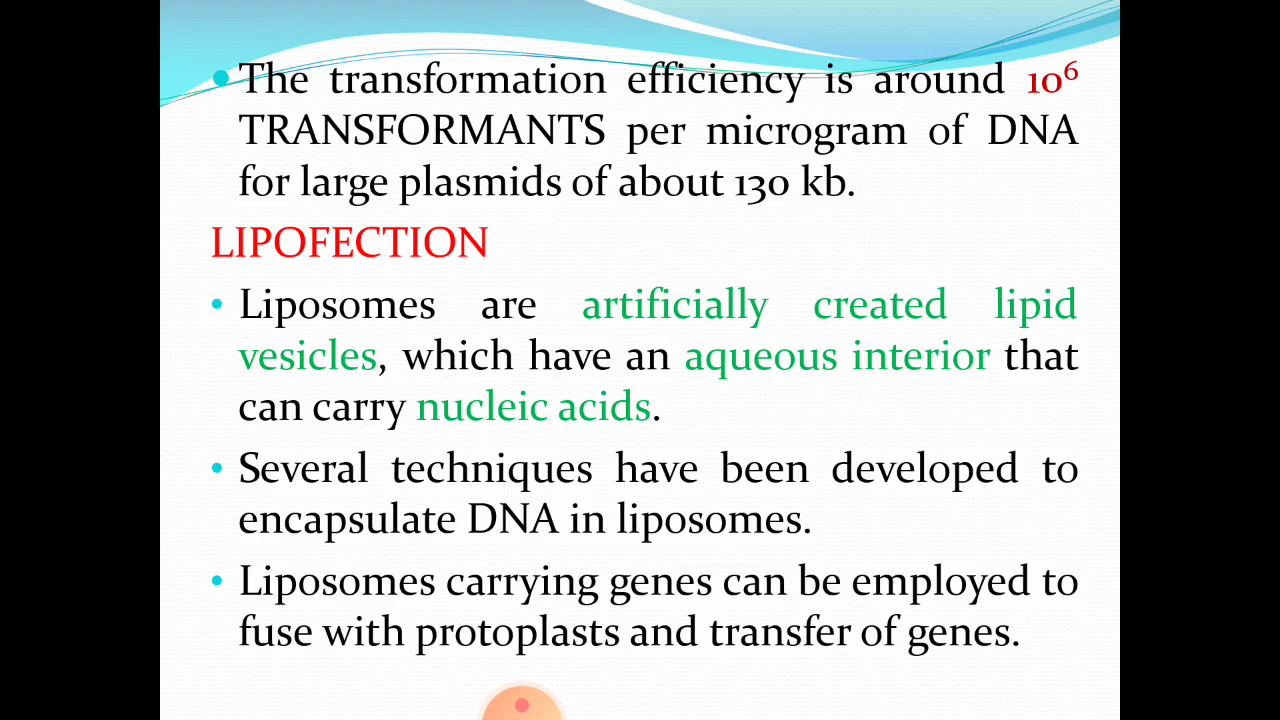 • The transformation efficiency is around 10⁶
TRANSFORMANTS per microgram of DNA
for large plasmids of about 130 kb.
LIPOFECTION
• Liposomes are artificially created lipid
vesicles, which have an aqueous interior that
can carry nucleic acids.
• Several techniques have been developed to
encapsulate DNA in liposomes.
• Liposomes carrying genes can be employed to
fuse with protoplasts and transfer of genes.